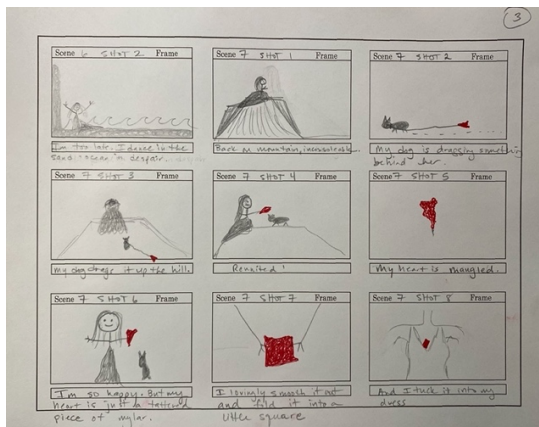 3
Scene 6 SHOT 2 Frame
Scene 7 SHOT 1 Frame
Scene 7 SHOT 2 Frame
I'm too late. I dance in the
sand in despair.
Back on mountain, inconsolable.
My dog is dragging something
behind her.
Scene 7 SHOT 3 Frame
Scene 7 SHOT 4 Frame
Scene 7 SHOT 5 Frame
My dog drags it up the hill.
Reunited!
My heart is mangled.
Scene 7 SHOT 6 Frame
Scene 7 SHOT 7 Frame
Scene 7 SHOT 8 Frame
I'm so happy. But my
heart is just a tattered
piece of mylar.
I lovingly smooth it out
and fold it into a
little square
And I tuck it into my
dress